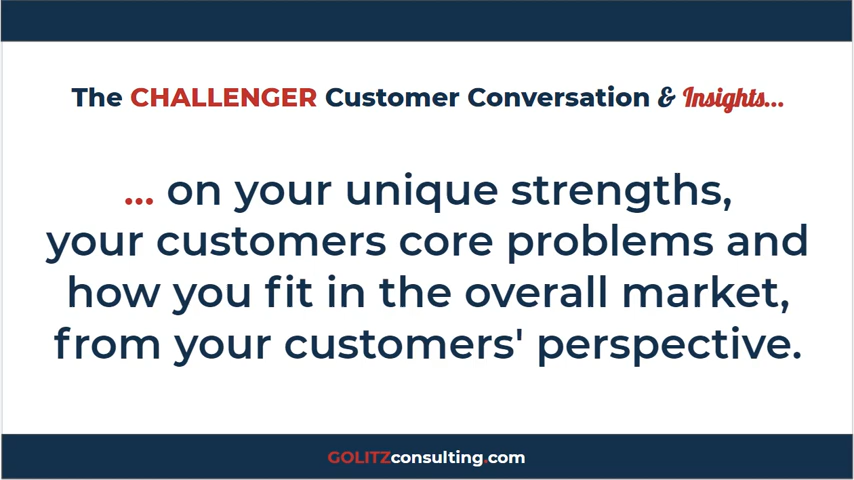 The CHALLENGER Customer Conversation & Insights...
... on your unique strengths,
your customers core problems and
how you fit in the overall market,
from your customers' perspective.
GOLITZconsulting.com